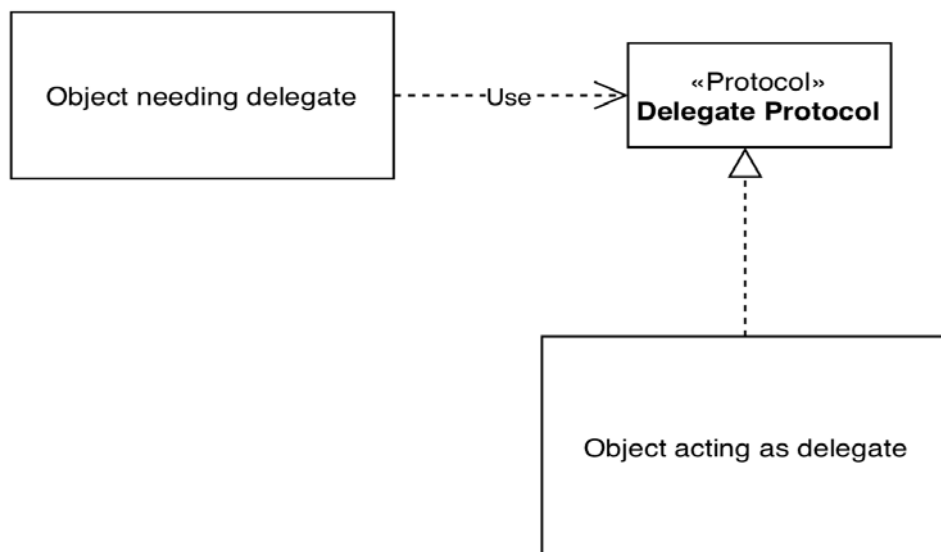 Object needing delegate
Use
«Protocol»
Delegate Protocol
Object acting as delegate